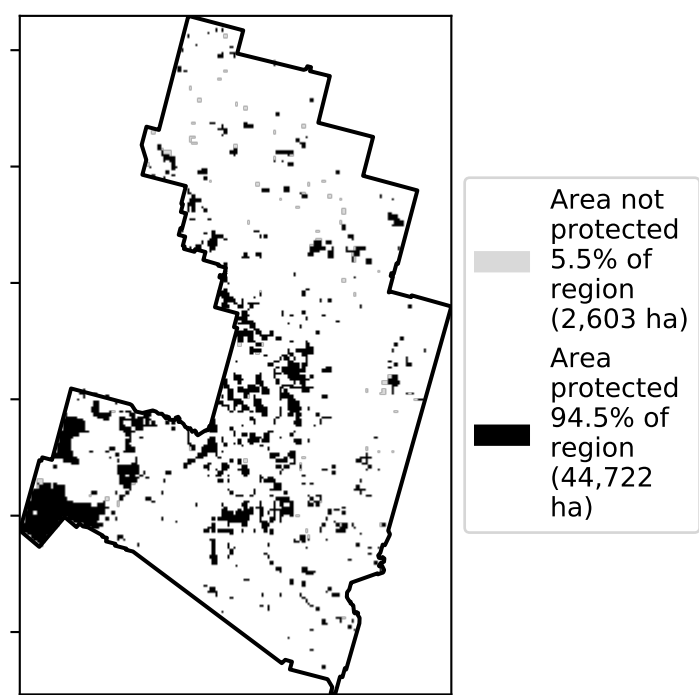 Area not
protected
5.5% of
region
(2,603 ha)
Area
protected
94.5% of
region
(44,722
ha)